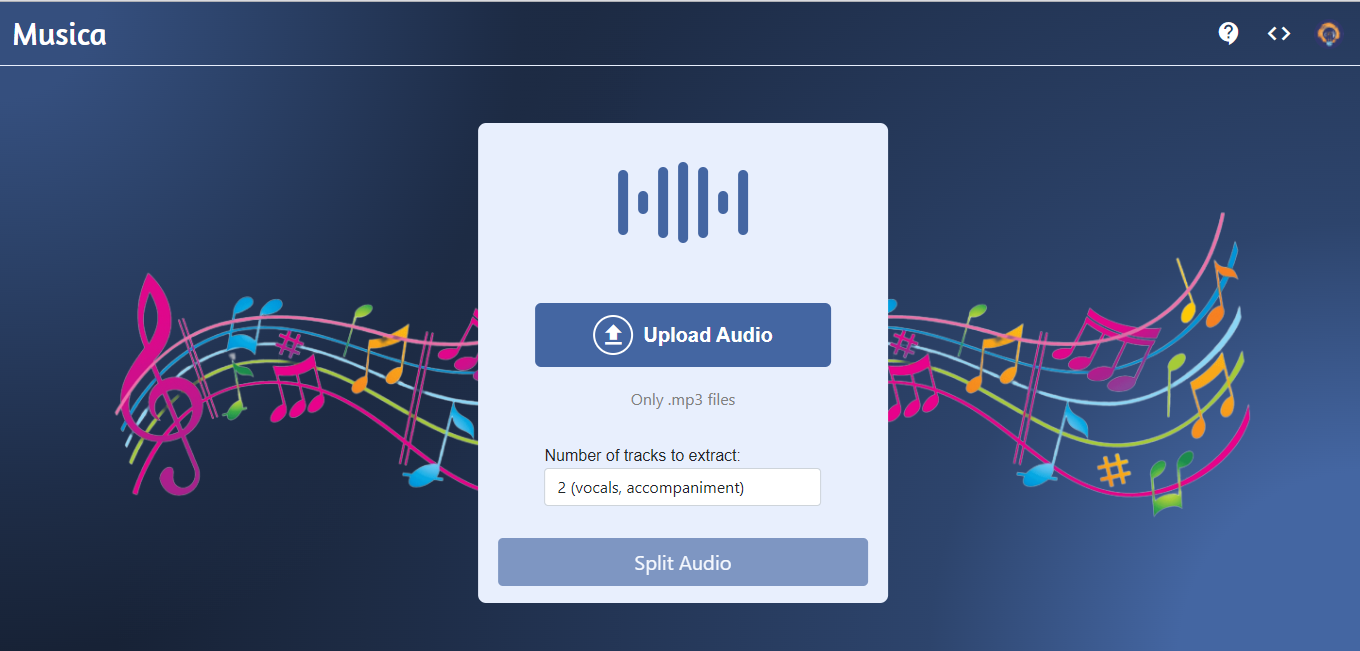 Musica
Upload Audio
Only .mp3 files
Number of tracks to extract:
2 (vocals, accompaniment)
Split Audio